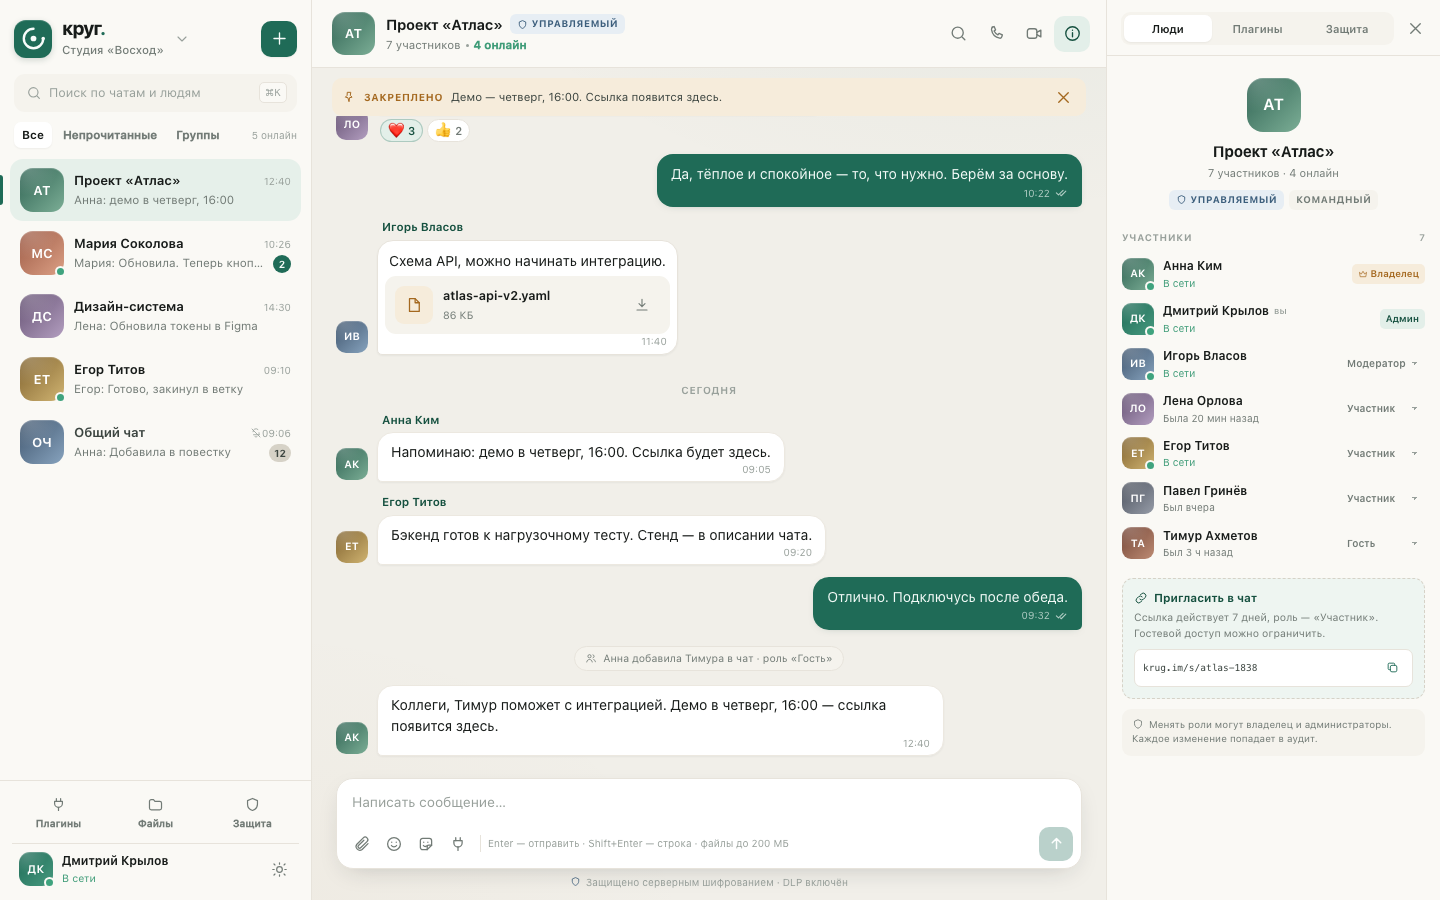 круг.
Студия «Восход»
Поиск по чатам и людям
⌘K
Все
Непрочитанные
Группы
5 онлайн
АТ
Проект «Атлас»
12:40
Анна: демо в четверг, 16:00
МС
Мария Соколова
10:26
Мария: Обновила. Теперь кноп...
2
ДС
Дизайн-система
14:30
Лена: Обновила токены в Figma
ЕТ
Егор Титов
09:10
Егор: Готово, закинул в ветку
ОЧ
Общий чат
09:06
Анна: Добавила в повестку
12
Плагины
Файлы
Защита
ДК
Дмитрий Крылов
В сети
АТ
Проект «Атлас»
УПРАВЛЯЕМЫЙ
7 участников • 4 онлайн
ЗАКРЕПЛЕНО Демо — четверг, 16:00. Ссылка появится здесь.
ЛО
3
2
Да, тёплое и спокойное — то, что нужно. Берём за основу.
10:22
Игорь Власов
Схема API, можно начинать интеграцию.
atlas-api-v2.yaml
86 КБ
ИВ
11:40
СЕГОДНЯ
Анна Ким
АК
Напоминаю: демо в четверг, 16:00. Ссылка будет здесь.
09:05
Егор Титов
ЕТ
Бэкенд готов к нагрузочному тесту. Стенд — в описании чата.
09:20
Отлично. Подключусь после обеда.
09:32
Анна добавила Тимура в чат · роль «Гость»
АК
Коллеги, Тимур поможет с интеграцией. Демо в четверг, 16:00 — ссылка
появится здесь.
12:40
Написать сообщение...
Enter — отправить · Shift+Enter — строка · файлы до 200 МБ
Защищено серверным шифрованием · DLP включён
Люди
Плагины
Защита
АТ
Проект «Атлас»
7 участников · 4 онлайн
УПРАВЛЯЕМЫЙ
КОМАНДНЫЙ
УЧАСТНИКИ
7
АК
Анна Ким
В сети
Владелец
ДК
Дмитрий Крылов вы
В сети
Админ
ИВ
Игорь Власов
В сети
Модератор
ЛО
Лена Орлова
Была 20 мин назад
Участник
ЕТ
Егор Титов
В сети
Участник
ПГ
Павел Гринёв
Был вчера
Участник
ТА
Тимур Ахметов
Был 3 ч назад
Гость
Пригласить в чат
Ссылка действует 7 дней, роль — «Участник».
Гостевой доступ можно ограничить.
krug.im/s/atlas-1838
Менять роли могут владелец и администраторы.
Каждое изменение попадает в аудит.